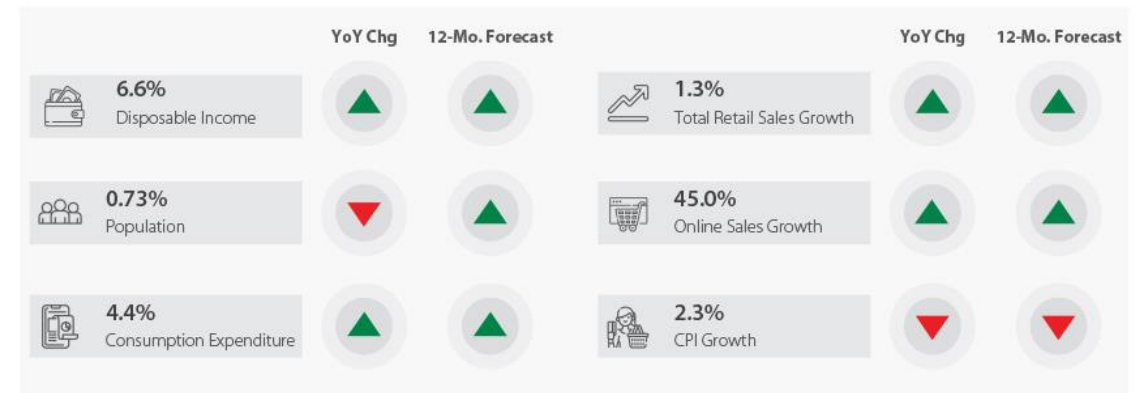 YoY Chg 12-Mo. Forecast
6.6%
Disposable Income
0.73%
Population
4.4%
Consumption Expenditure
YoY Chg 12-Mo. Forecast
1.3%
Total Retail Sales Growth
45.0%
Online Sales Growth
2.3%
CPI Growth